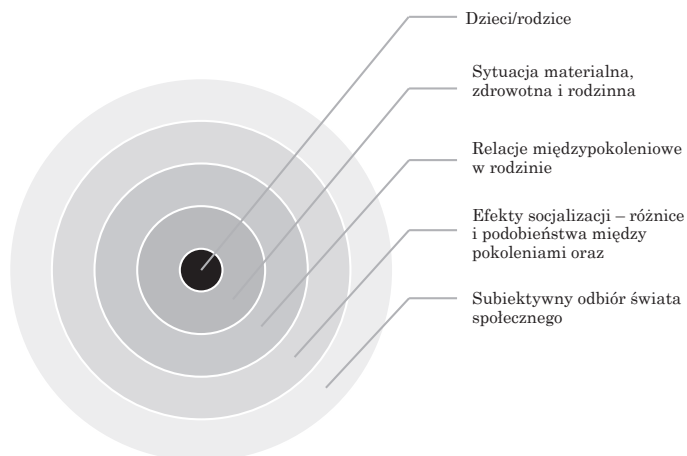 Dzieci/rodzice
Sytuacja materialna,
zdrowotna i rodzinna
Relacje międzypokoleniowe
w rodzinie
Efekty socjalizacji – różnice
i podobieństwa między
pokoleniami oraz
Subiektywny odbiór świata
społecznego